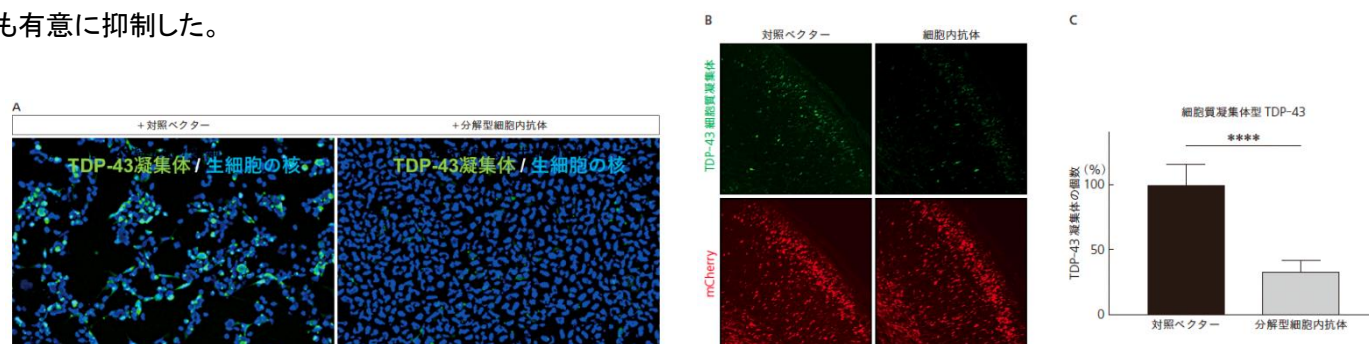 も有意に抑制した。
A
+対照ベクター
+分解型細胞内抗体
TDP-43凝集体 / 生細胞の核
TDP-43凝集体 / 生細胞の核
B
対照ベクター
細胞内抗体
TDP-43 細胞質凝集体
mCherry
C
細胞質凝集体型 TDP-43
****
TDP-43 凝集体の個数
(%)
100
50
0
対照ベクター
分解型細胞内抗体